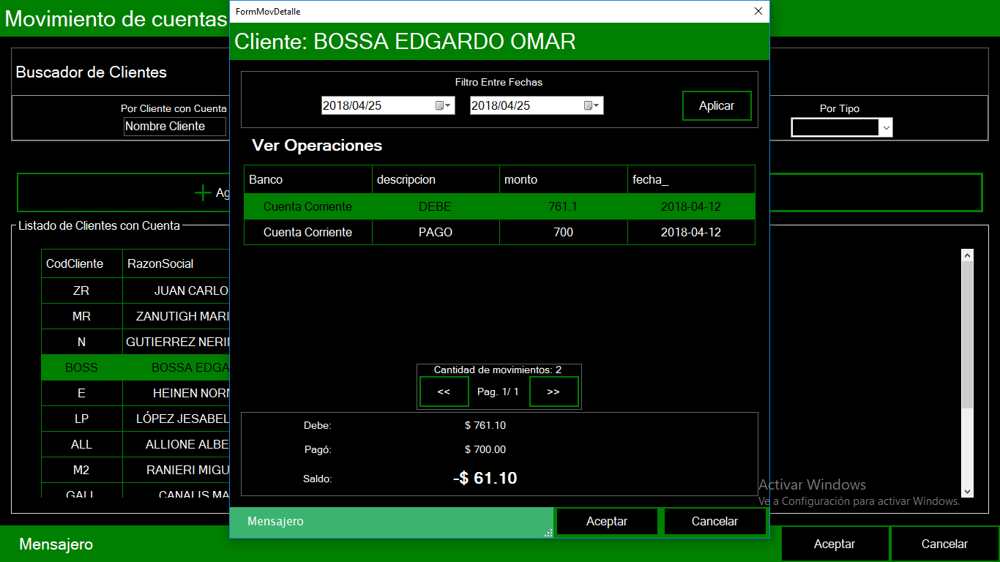 Movimiento de cuentas
Buscador de Clientes
Por Cliente con Cuenta
Nombre Cliente
Por Tipo
Listado de Clientes con Cuenta
CodCliente RazonSocial
ZR JUAN CARLO
MR ZANUTIGH MARI
N GUTIERREZ
BOSS BOSSA EDGA
E HEINEN
LP LÓPEZ JESABEL
ALL ALLIONE ALBE
M2 RANIERI MIGU
CANALIS MA
Mensajero
Aceptar
Cancelar
FormMovDetalle
Cliente: BOSSA EDGARDO OMAR
Filtro Entre Fechas
2018/04/25 2018/04/25
Aplicar
Ver Operaciones
Banco descripcion monto fecha_
Cuenta Corriente DEBE 761.1 2018-04-12
Cuenta Corriente PAGO 700 2018-04-12
Cantidad de movimientos: 2
<< Pag. 1/ 1 >>
Debe: $ 761.10
Pagó: $ 700.00
Saldo: -$ 61.10
Mensajero
Aceptar
Cancelar
Activar Windows
Ve a Configuración para activar Windows.